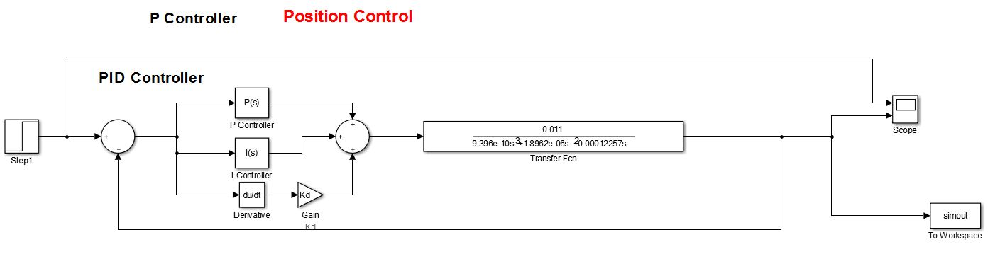 P Controller
Position Control
PID Controller
P(s)
P Controller
Step1
I(s)
I Controller
du/dt
Derivative
Kd
Gain
Kd
0.011
9.396e-10s 3+1.8962e-06s 2+0.00012257s
Transfer Fcn
Scope
simout
To Workspace